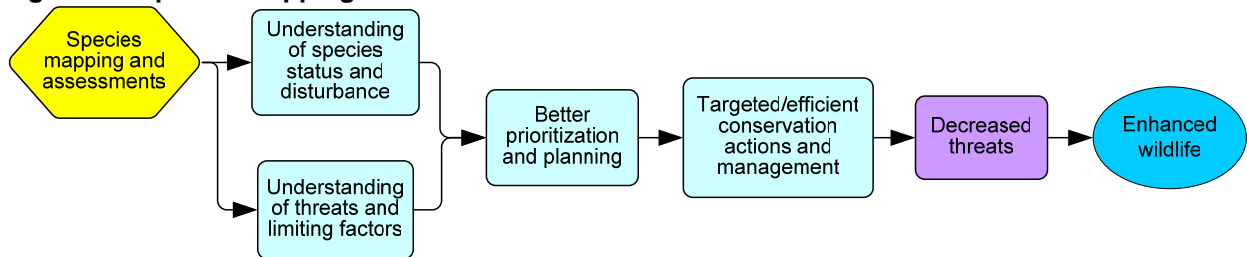 Species
mapping and
assessments
Understanding
of species
status and
disturbance
Understanding
of threats and
limiting factors
Better
prioritization
and planning
Targeted/efficient
conservation
actions and
management
Decreased
threats
Enhanced
wildlife